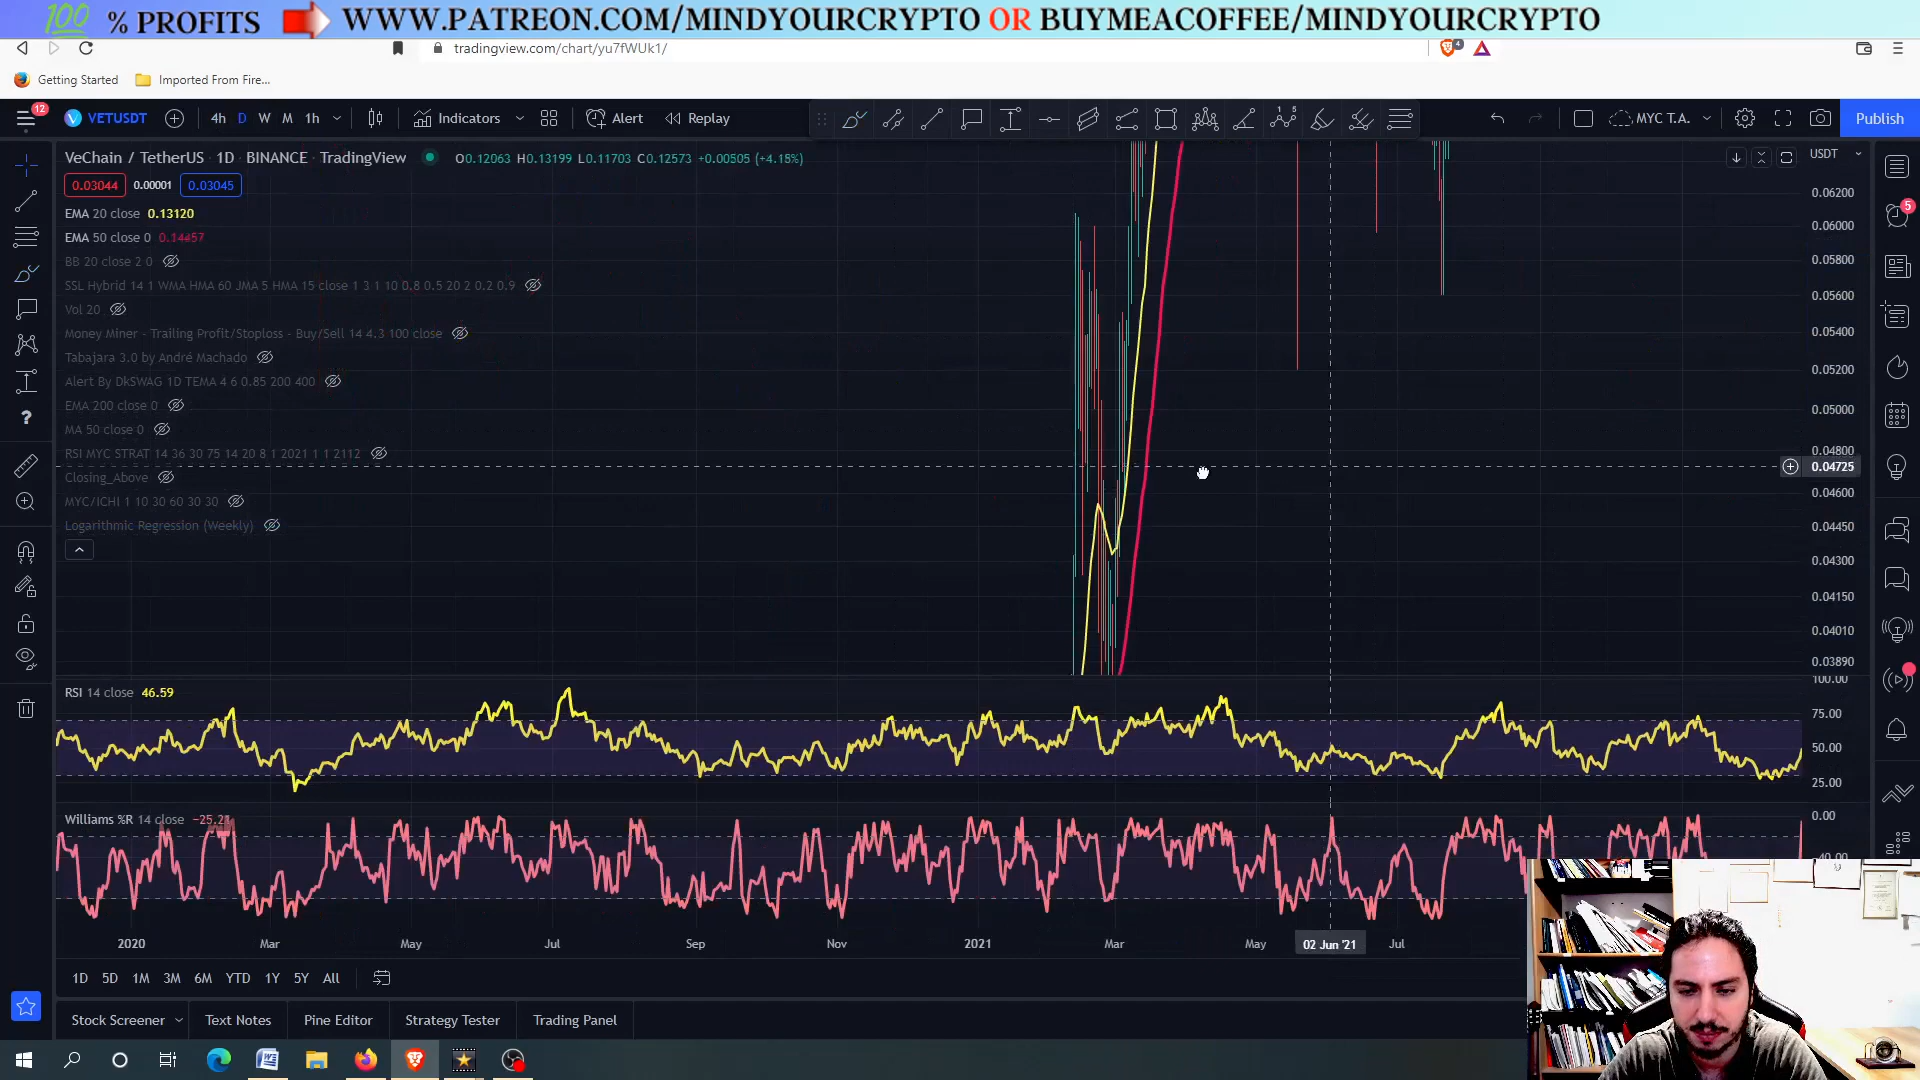 💯 % PROFITS WWW.PATREON.COM/MINDYOURCRYPTO OR BUYMEACOFFEE/MINDYOURCRYPTO
tradingview.com/chart/yu7fWUk1/
4
Getting Started Imported From Fire...
12 VETUSDT 4h D W M 1h Indicators Alert Replay MYC T.A. Publish
VeChain / TetherUS · 1D · BINANCE · TradingView O0.12063 H0.13199 L0.11703 C0.12573 +0.00505 (+4.18%) USDT
0.03044 0.00001 0.03045
EMA 20 close 0.13120
EMA 50 close 0 0.14457
BB 20 close 2 0
SSL Hybrid 14 1 WMA HMA 60 JMA 5 HMA 15 close 1 3 1 10 0.8 0.5 20 2 0.2 0.9
Vol 20
Money Miner - Trailing Profit/Stoploss - Buy/Sell 14 4.3 100 close
Tabajara 3.0 by André Machado
Alert By DkSWAG 1D TEMA 4 6 0.85 200 400
EMA 200 close 0
MA 50 close 0
RSI MYC STRAT 14 36 30 75 14 20 8 1 2021 1 1 2112
Closing_Above
MYC/ICHI 1 10 30 60 30 30
Logarithmic Regression (Weekly)
0.06200
0.06000
0.05800
0.05600
0.05400
0.05200
0.05000
0.04800
0.04725
0.04600
0.04450
0.04300
0.04150
0.04010
0.03890
5
RSI 14 close 46.59
100.00
75.00
50.00
25.00
Williams %R 14 close −25.21
0.00
2020 Mar May Jul Sep Nov 2021 Mar May 02 Jun '21 Jul
1D 5D 1M 3M 6M YTD 1Y 5Y All
Stock Screener Text Notes Pine Editor Strategy Tester Trading Panel